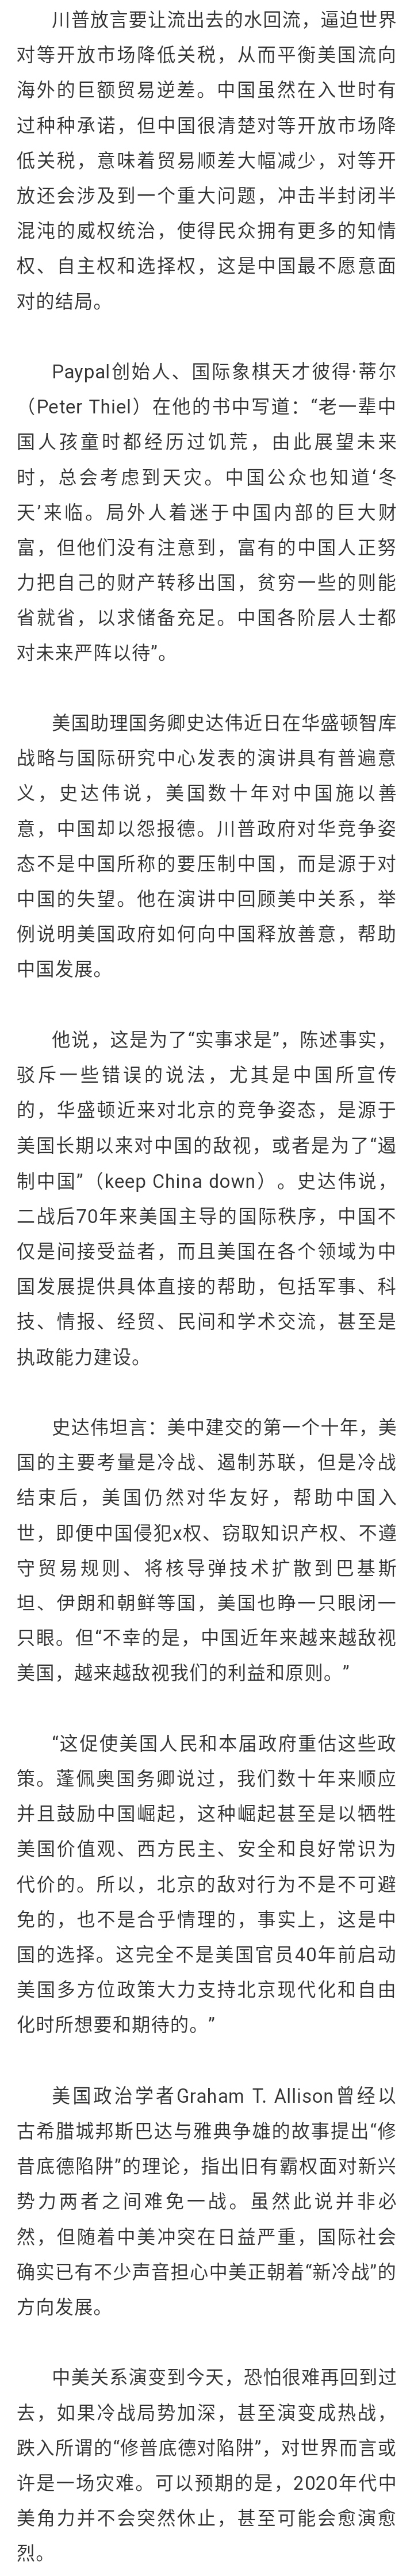 川普放言要让流出去的水回流，逼迫世界
对等开放市场降低关税，从而平衡美国流向
海外的巨额贸易逆差。中国虽然在入世时有
过种种承诺，但中国很清楚对等开放市场降
低关税，意味着贸易顺差大幅减少，对等开
放还会涉及到一个重大问题，冲击半封闭半
混沌的威权统治，使得民众拥有更多的知情
权、自主权和选择权，这是中国最不愿意面
对的结局。
Paypal创始人、国际象棋天才彼得·蒂尔
（Peter Thiel）在他的书中写道：“老一辈中
国人孩童时都经历过饥荒，由此展望未来
时，总会考虑到天灾。中国公众也知道‘冬
天’来临。局外人着迷于中国内部的巨大财
富，但他们没有注意到，富有的中国人正努
力把自己的财产转移出国，贫穷一些的则能
省就省，以求储备充足。中国各阶层人士都
对未来严阵以待”。
美国助理国务卿史达伟近日在华盛顿智库
战略与国际研究中心发表的演讲具有普遍意
义，史达伟说，美国数十年对中国施以善
意，中国却以怨报德。川普政府对华竞争姿
态不是中国所称的要压制中国，而是源于对
中国的失望。他在演讲中回顾美中关系，举
例说明美国政府如何向中国释放善意，帮助
中国发展。
他说，这是为了“实事求是”，陈述事实，
驳斥一些错误的说法，尤其是中国所宣传
的，华盛顿近来对北京的竞争姿态，是源于
美国长期以来对中国的敌视，或者是为了“遏
制中国”（keep China down）。史达伟说，
二战后70年来美国主导的国际秩序，中国不
仅是间接受益者，而且美国在各个领域为中
国发展提供具体直接的帮助，包括军事、科
技、情报、经贸、民间和学术交流，甚至是
执政能力建设。
史达伟坦言：美中建交的第一个十年，美
国的主要考量是冷战、遏制苏联，但是冷战
结束后，美国仍然对华友好，帮助中国入
世，即便中国侵犯x权、窃取知识产权、不遵
守贸易规则、将核导弹技术扩散到巴基斯
坦、伊朗和朝鲜等国，美国也睁一只眼闭一
只眼。但“不幸的是，中国近年来越来越敌视
美国，越来越敌视我们的利益和原则。”
“这促使美国人民和本届政府重估这些政
策。蓬佩奥国务卿说过，我们数十年来顺应
并且鼓励中国崛起，这种崛起甚至是以牺牲
美国价值观、西方民主、安全和良好常识为
代价的。所以，北京的敌对行为不是不可避
免的，也不是合乎情理的，事实上，这是中
国的选择。这完全不是美国官员40年前启动
美国多方位政策大力支持北京现代化和自由
化时所想要和期待的。”
美国政治学者Graham T. Allison曾经以
古希腊城邦斯巴达与雅典争雄的故事提出“修
昔底德陷阱”的理论，指出旧有霸权面对新兴
势力两者之间难免一战。虽然此说并非必
然，但随着中美冲突在日益严重，国际社会
确实已有不少声音担心中美正朝着“新冷战”的
方向发展。
中美关系演变到今天，恐怕很难再回到过
去，如果冷战局势加深，甚至演变成热战，
跌入所谓的“修普底德对陷阱”，对世界而言或
许是一场灾难。可以预期的是，2020年代中
美角力并不会突然休止，甚至可能会愈演愈
烈。